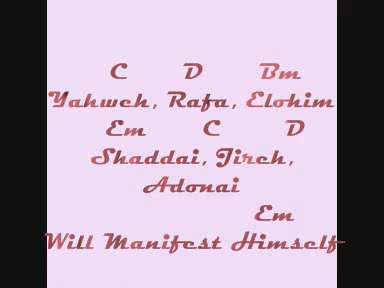 C D Bm
Yahweh, Rafa, Elohim
Em C D
Shaddai, Jireh,
Adonai
Em
Will Manifest Himself